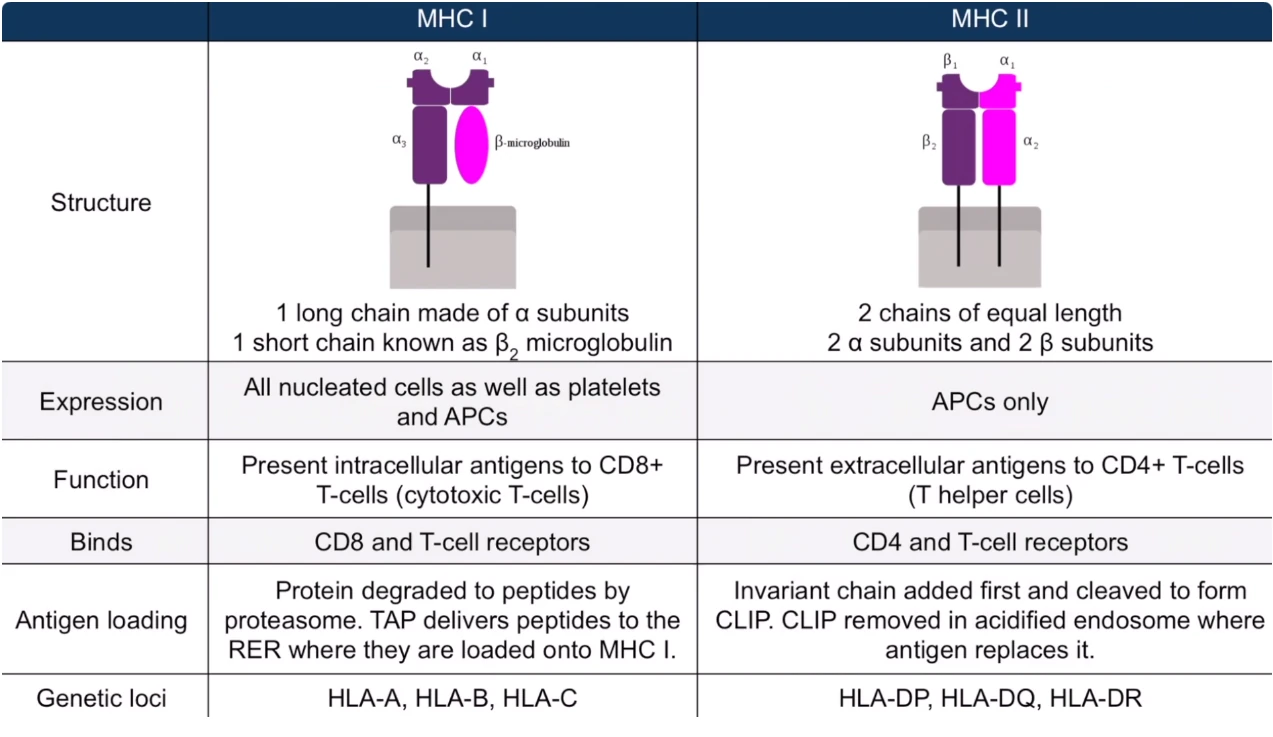 MHC I
MHC II
Structure
α₂
α₁
α₃
β-microglobulin
1 long chain made of α subunits
1 short chain known as β₂ microglobulin
β₁
α₁
β₂
α₂
2 chains of equal length
2 α subunits and 2 β subunits
Expression
All nucleated cells as well as platelets
and APCs
APCs only
Function
Present intracellular antigens to CD8+
T-cells (cytotoxic T-cells)
Present extracellular antigens to CD4+ T-cells
(T helper cells)
Binds
CD8 and T-cell receptors
CD4 and T-cell receptors
Antigen loading
Protein degraded to peptides by
proteasome. TAP delivers peptides to the
RER where they are loaded onto MHC I.
Invariant chain added first and cleaved to form
CLIP. CLIP removed in acidified endosome where
antigen replaces it.
Genetic loci
HLA-A, HLA-B, HLA-C
HLA-DP, HLA-DQ, HLA-DR